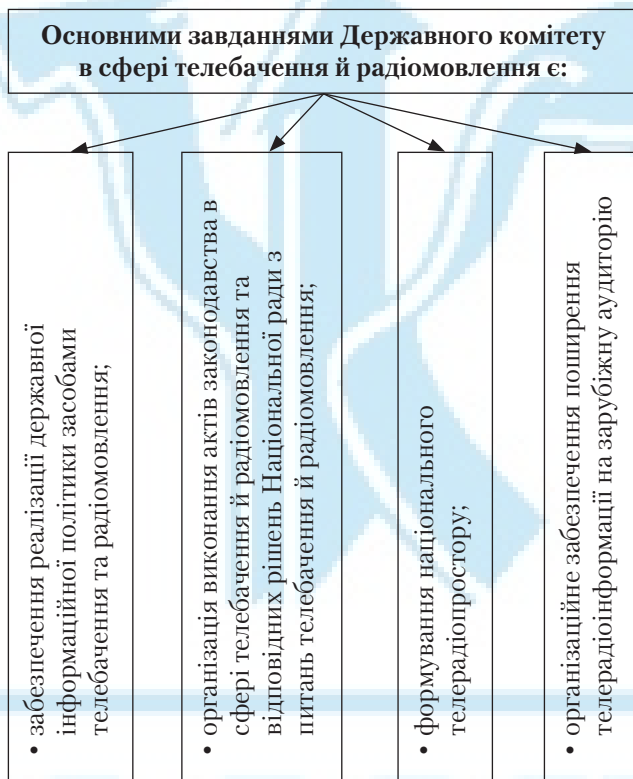 Основними завданнями Державного комітету
в сфері телебачення й радіомовлення є:
• забезпечення реалізації державної
інформаційної політики засобами
телебачення та радіомовлення;
• організація виконання актів законодавства в
сфері телебачення й радіомовлення та
відповідних рішень Національної ради з
питань телебачення й радіомовлення;
• формування національного
телерадіопростору;
• організаційне забезпечення поширення
телерадіоінформації на зарубіжну аудиторію